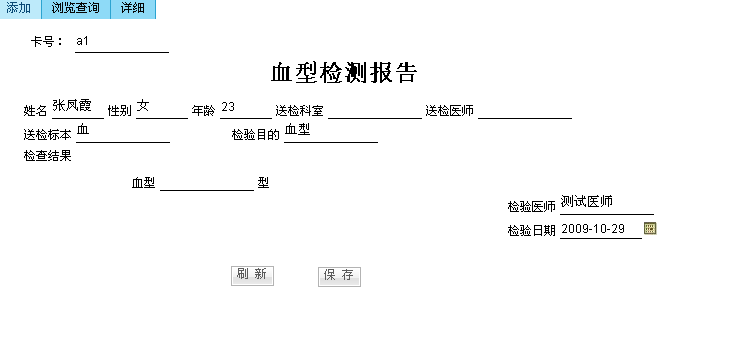 添加 浏览查询 详细
卡号： a1
血型检测报告
姓名 张凤霞 性别 女 年龄 23 送检科室 送检医师
送检标本 血 检验目的 血型
检查结果
血型 型
检验医师 测试医师
检验日期 2009-10-29
刷 新 保 存